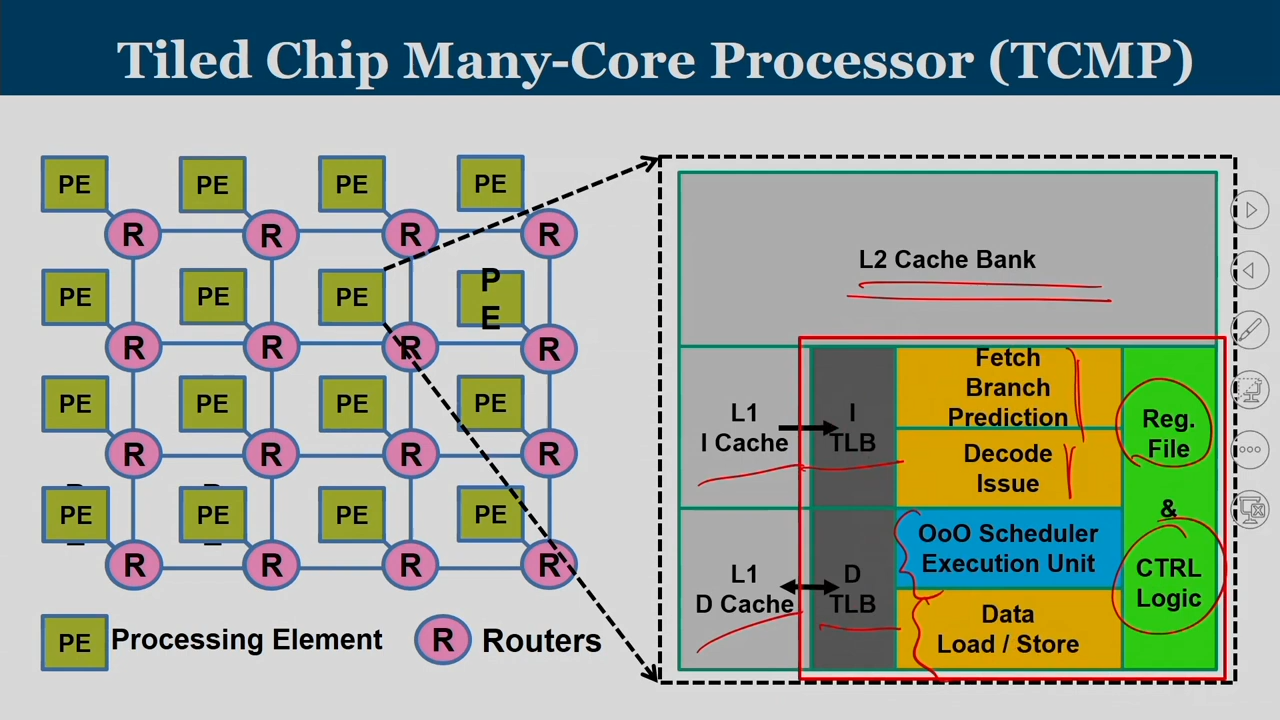 Tiled Chip Many-Core Processor (TCMP)
PE PE PE PE
R R R R
PE PE PE P
E
R R R R
PE PE PE PE
R R R R
PE PE PE PE
R R R R
PE Processing Element R Routers
L2 Cache Bank
L1
I Cache
I
TLB
Fetch
Branch
Prediction
Decode
Issue
L1
D Cache
D
TLB
OoO Scheduler
Execution Unit
Data
Load / Store
Reg.
File
&
CTRL
Logic